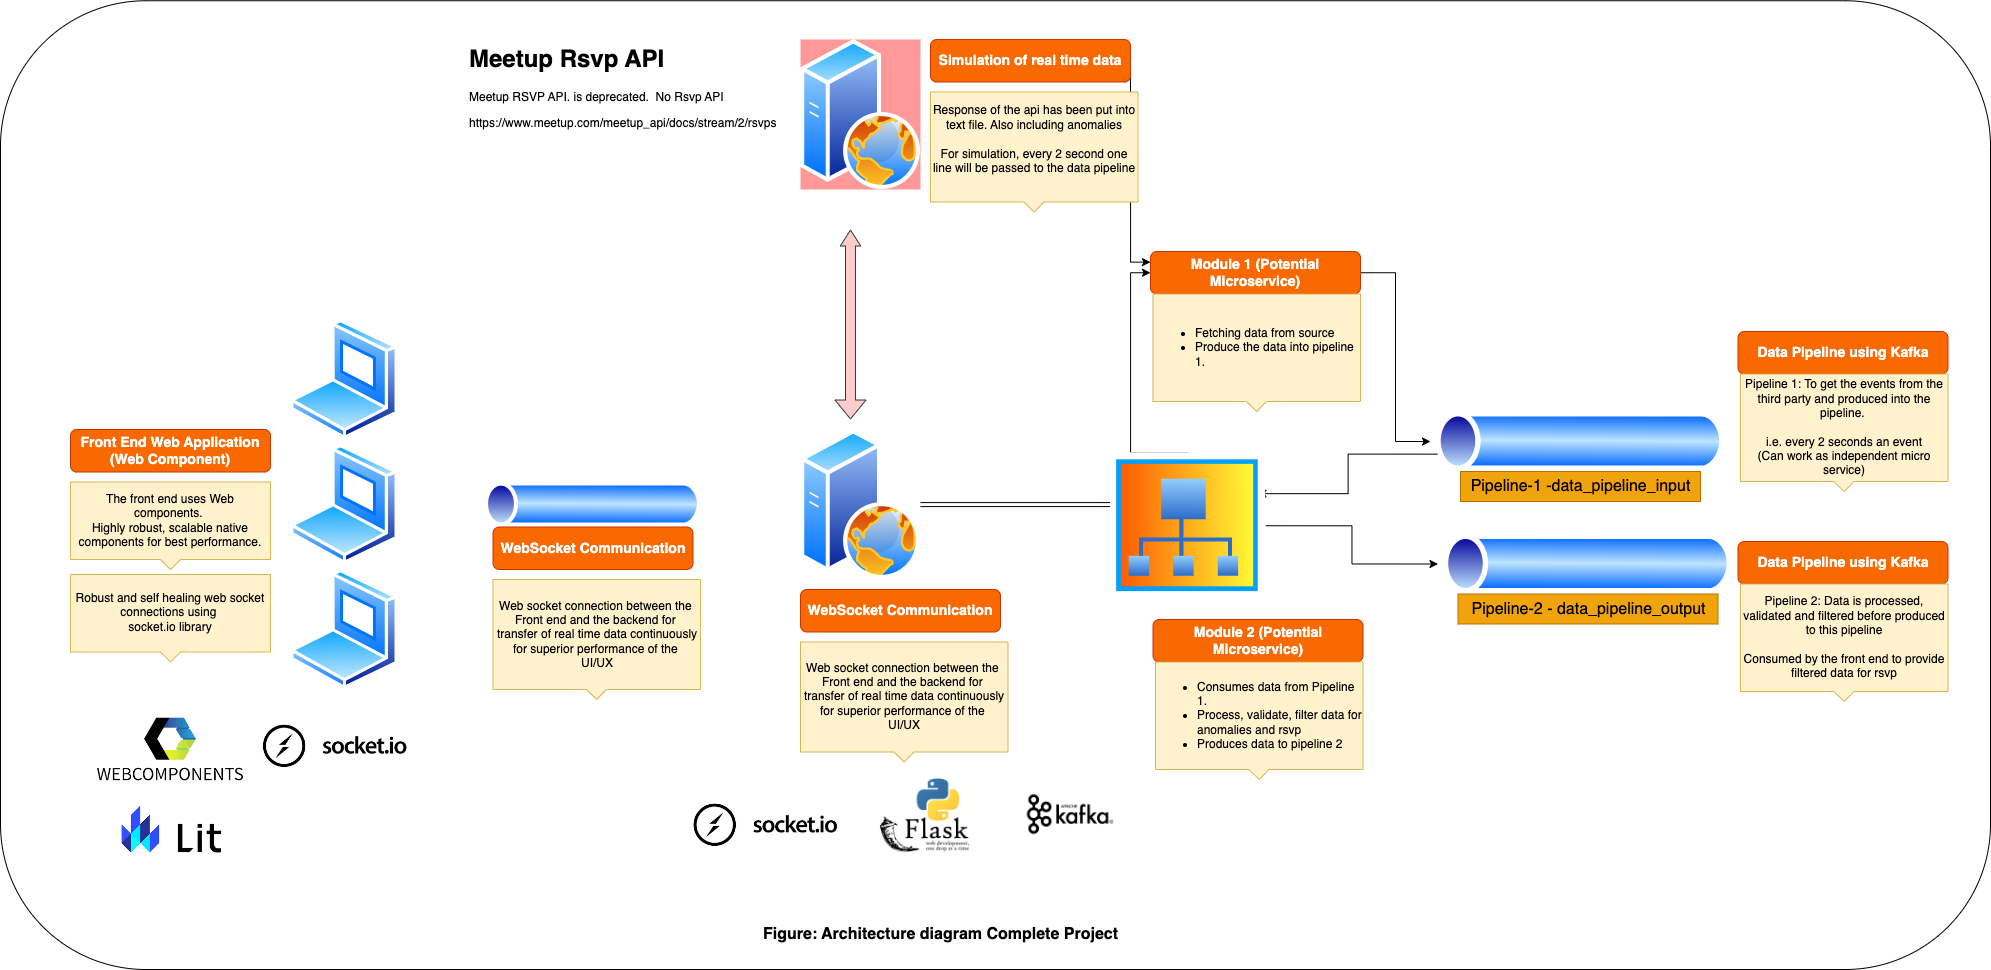 Meetup Rsvp API
Meetup RSVP API. is deprecated.  No Rsvp API
https://www.meetup.com/meetup_api/docs/stream/2/rsvps
Simulation of real time data
Response of the api has been put into
text file. Also including anomalies
For simulation, every 2 second one
line will be passed to the data pipeline
Module 1 (Potential
Microservice)
• Fetching data from source
• Produce the data into pipeline
1.
Data Pipeline using Kafka
Pipeline 1: To get the events from the
third party and produced into the
pipeline.
i.e. every 2 seconds an event
(Can work as independent micro
service)
Pipeline-1 -data_pipeline_input
Front End Web Application
(Web Component)
The front end uses Web
components.
Highly robust, scalable native
components for best performance.
Robust and self healing web socket
connections using
socket.io library
WebSocket Communication
Web socket connection between the
Front end and the backend for
transfer of real time data continuously
for superior performance of the
UI/UX
WebSocket Communication
Web socket connection between the
Front end and the backend for
transfer of real time data continuously
for superior performance of the
UI/UX
Module 2 (Potential
Microservice)
• Consumes data from Pipeline
1.
• Process, validate, filter data for
anomalies and rsvp
• Produces data to pipeline 2
Pipeline-2 - data_pipeline_output
Data Pipeline using Kafka
Pipeline 2: Data is processed,
validated and filtered before produced
to this pipeline
Consumed by the front end to provide
filtered data for rsvp
WEBCOMPONENTS
socket.io
Lit
socket.io
Flask
web development,
one drop at a time
APACHE
kafka
Figure: Architecture diagram Complete Project